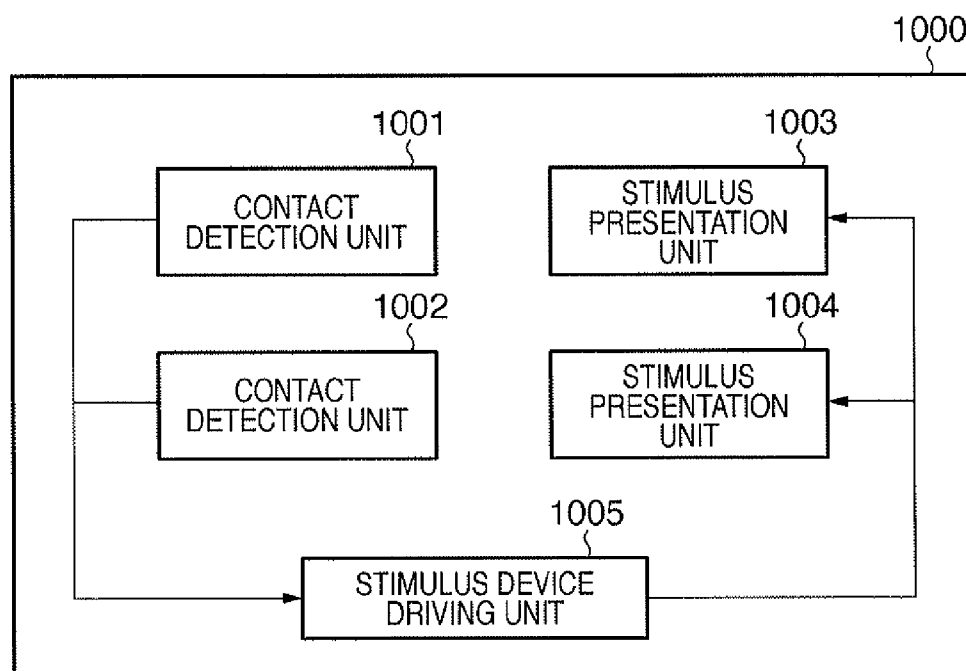 1000
1001
CONTACT
DETECTION UNIT
1003
STIMULUS
PRESENTATION
UNIT
1002
CONTACT
DETECTION UNIT
1004
STIMULUS
PRESENTATION
UNIT
1005
STIMULUS DEVICE
DRIVING UNIT